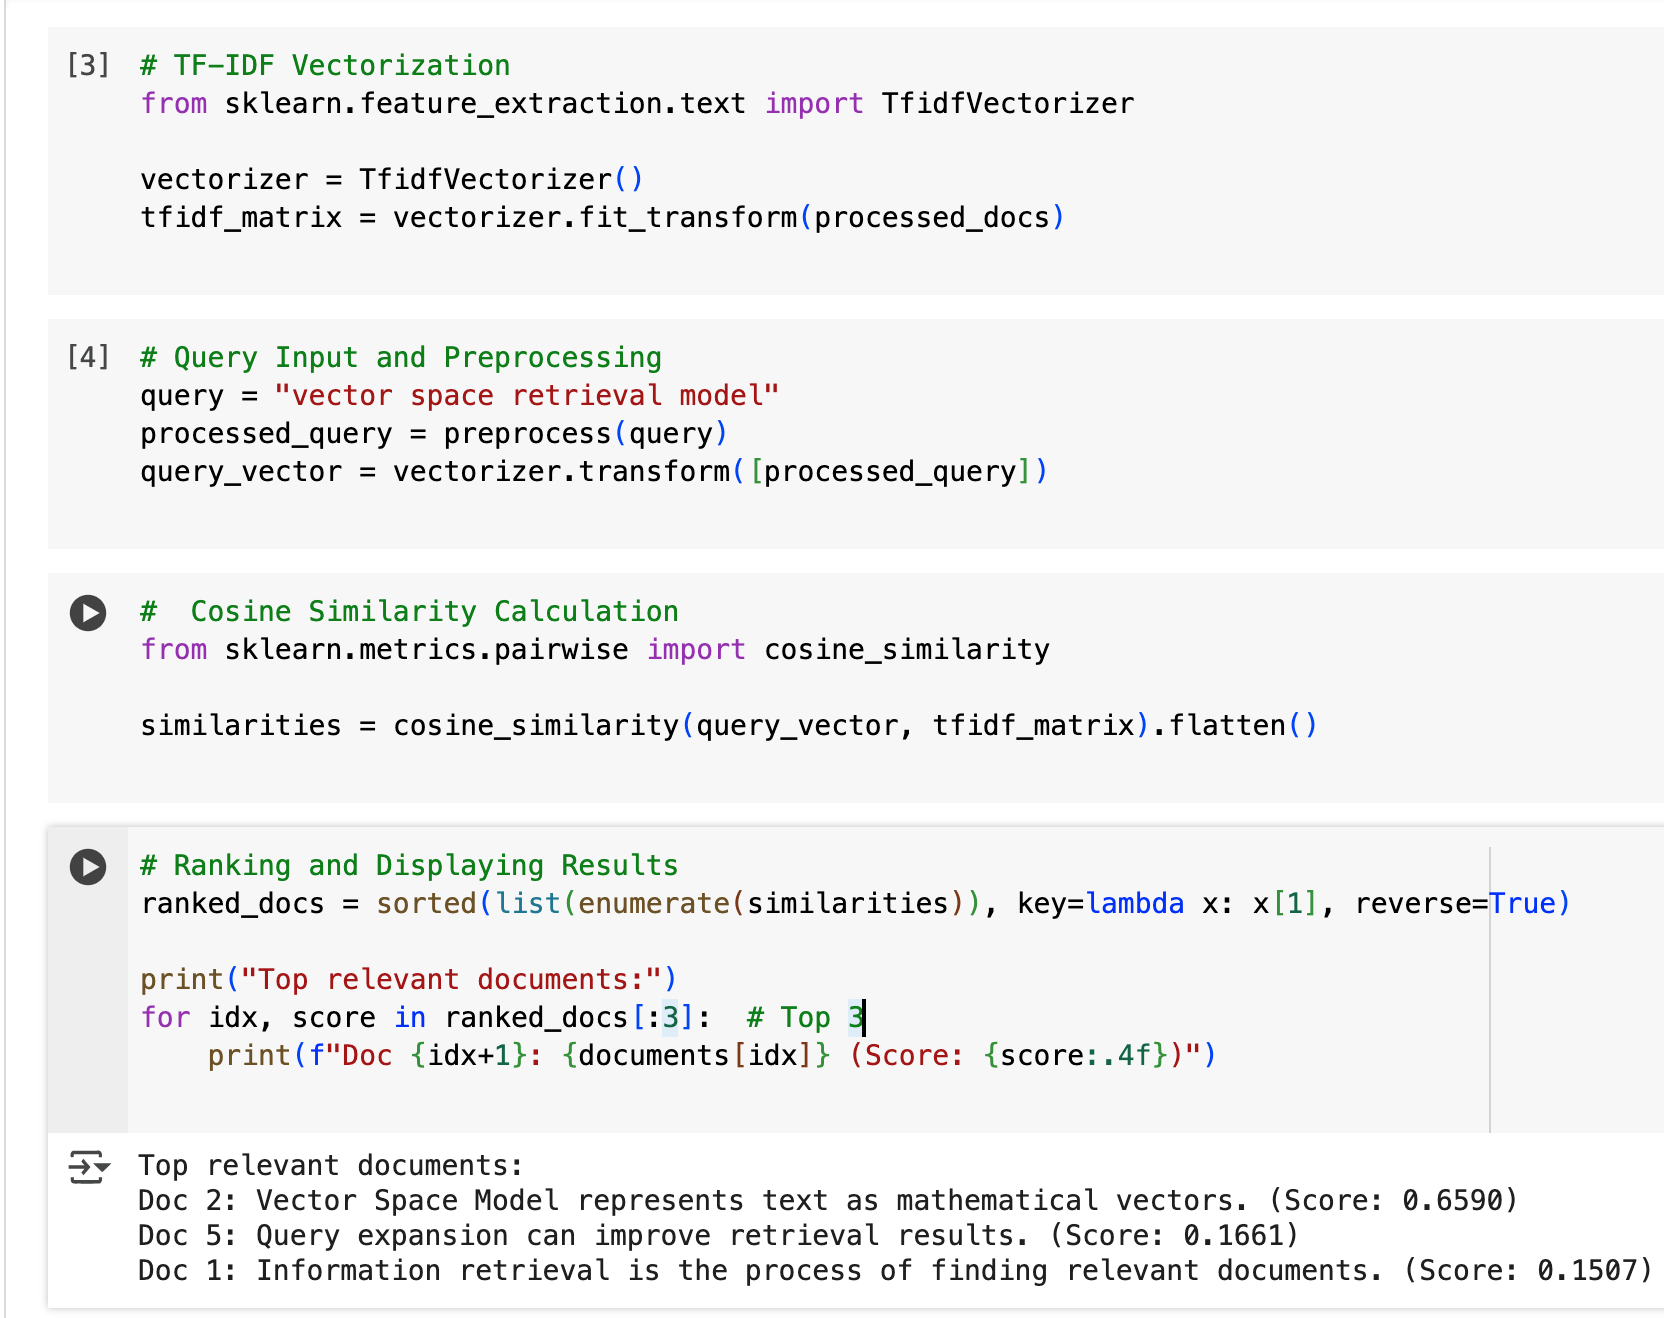 [3] # TF-IDF Vectorization
from sklearn.feature_extraction.text import TfidfVectorizer
vectorizer = TfidfVectorizer()
tfidf_matrix = vectorizer.fit_transform(processed_docs)
[4] # Query Input and Preprocessing
query = "vector space retrieval model"
processed_query = preprocess(query)
query_vector = vectorizer.transform([processed_query])
#  Cosine Similarity Calculation
from sklearn.metrics.pairwise import cosine_similarity
similarities = cosine_similarity(query_vector, tfidf_matrix).flatten()
# Ranking and Displaying Results
ranked_docs = sorted(list(enumerate(similarities)), key=lambda x: x[1], reverse=True)
print("Top relevant documents:")
for idx, score in ranked_docs[:3]:  # Top 3
    print(f"Doc {idx+1}: {documents[idx]} (Score: {score:.4f})")
Top relevant documents:
Doc 2: Vector Space Model represents text as mathematical vectors. (Score: 0.6590)
Doc 5: Query expansion can improve retrieval results. (Score: 0.1661)
Doc 1: Information retrieval is the process of finding relevant documents. (Score: 0.1507)